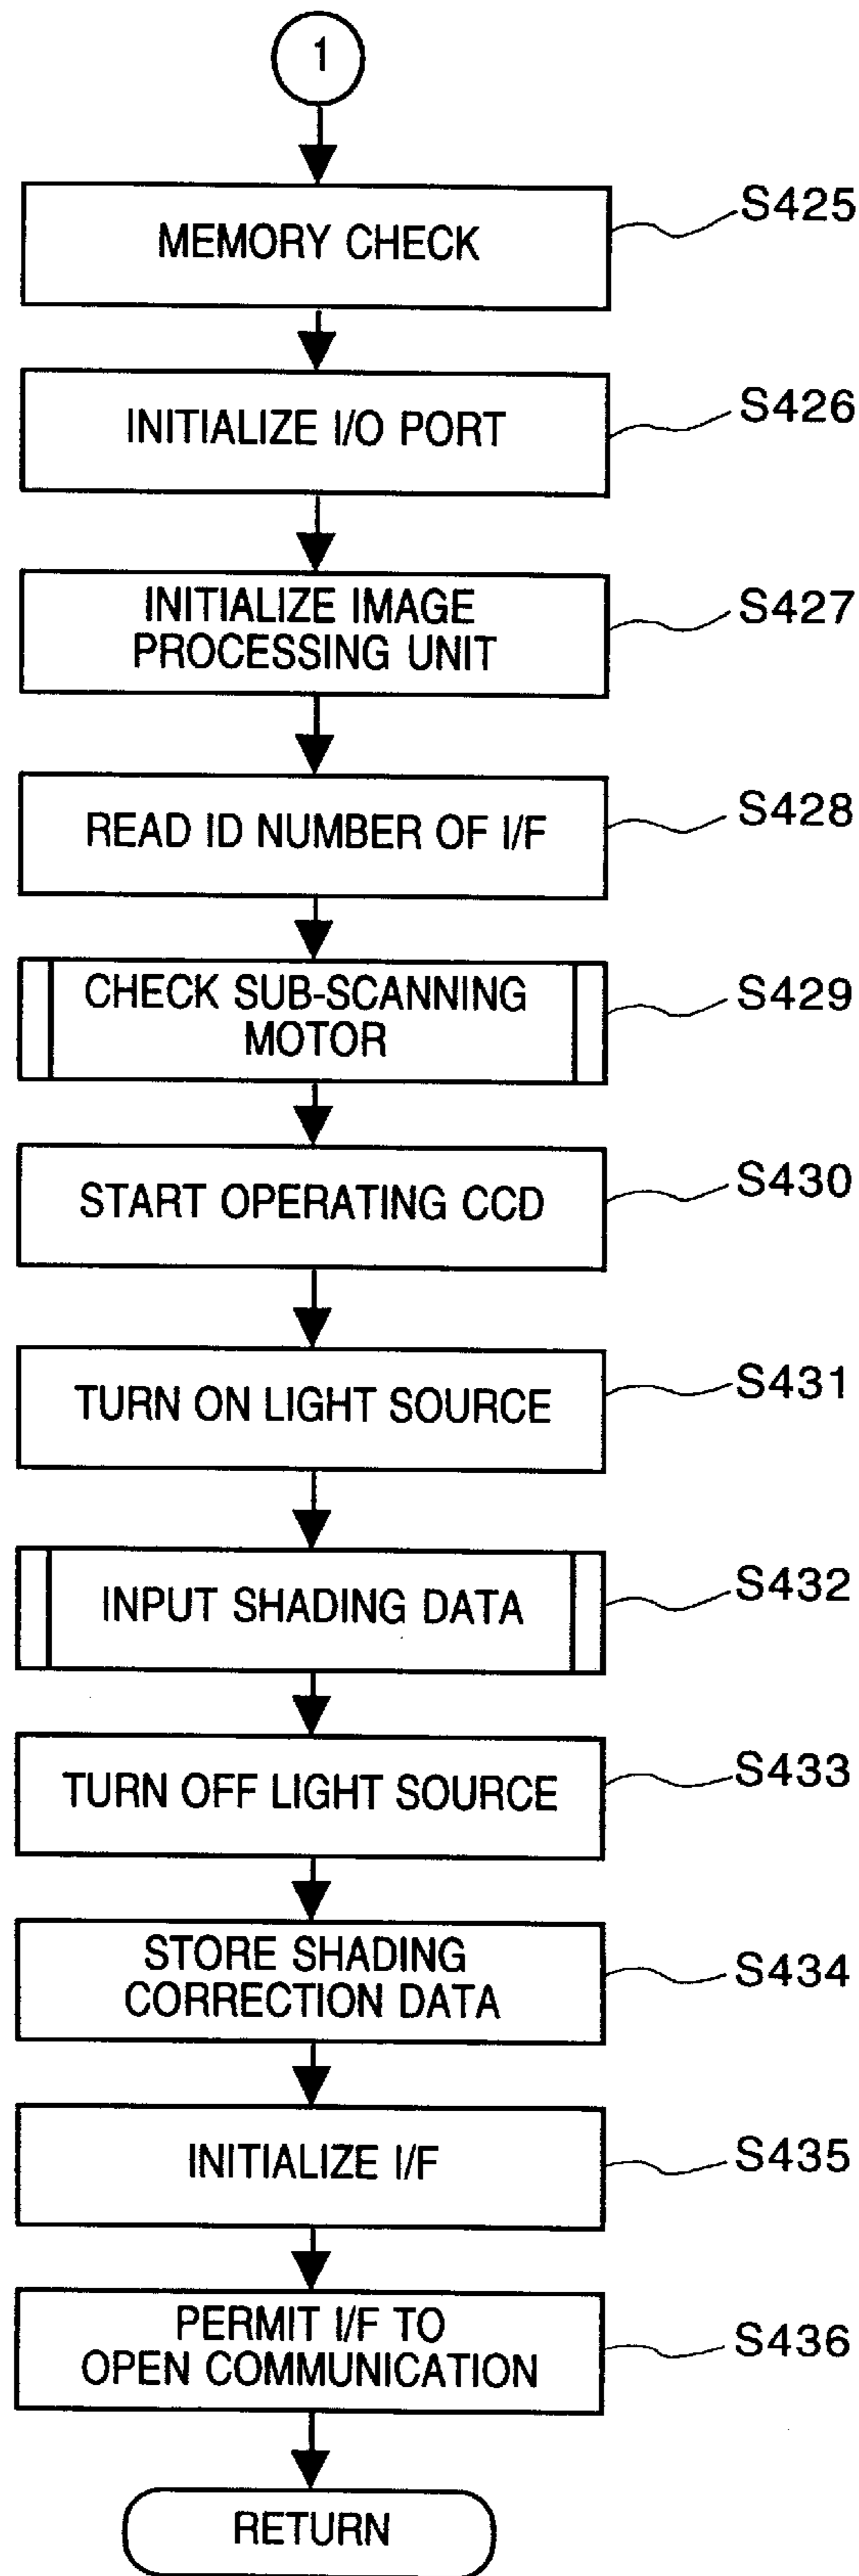 1
MEMORY CHECK
S425
INITIALIZE I/O PORT
S426
INITIALIZE IMAGE
PROCESSING UNIT
S427
READ ID NUMBER OF I/F
S428
CHECK SUB-SCANNING
MOTOR
S429
START OPERATING CCD
S430
TURN ON LIGHT SOURCE
S431
INPUT SHADING DATA
S432
TURN OFF LIGHT SOURCE
S433
STORE SHADING
CORRECTION DATA
S434
INITIALIZE I/F
S435
PERMIT I/F TO
OPEN COMMUNICATION
S436
RETURN